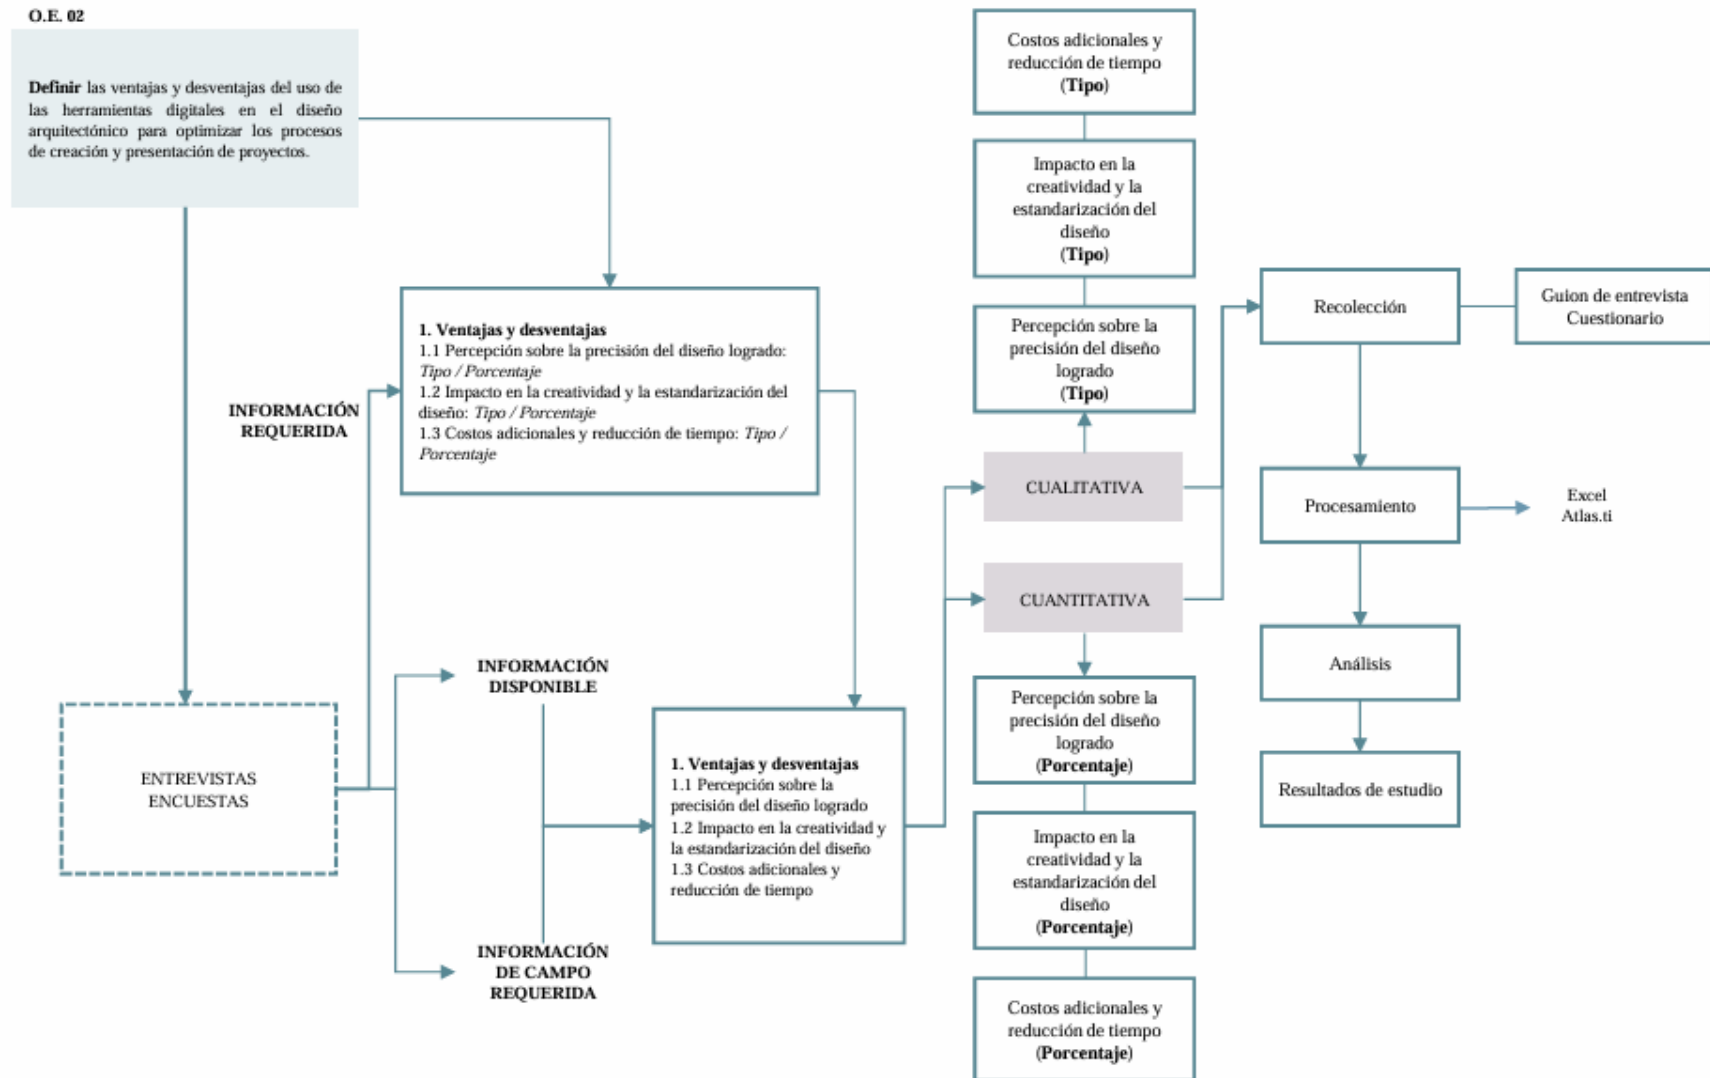 O.E. 02
Definir las ventajas y desventajas del uso de
las herramientas digitales en el diseño
arquitectónico para optimizar los procesos
de creación y presentación de proyectos.
INFORMACIÓN
REQUERIDA
1. Ventajas y desventajas
1.1 Percepción sobre la precisión del diseño logrado:
Tipo / Porcentaje
1.2 Impacto en la creatividad y la estandarización del
diseño: Tipo / Porcentaje
1.3 Costos adicionales y reducción de tiempo: Tipo /
Porcentaje
ENTREVISTAS
ENCUESTAS
INFORMACIÓN
DISPONIBLE
INFORMACIÓN
DE CAMPO
REQUERIDA
1. Ventajas y desventajas
1.1 Percepción sobre la
precisión del diseño logrado
1.2 Impacto en la creatividad y
la estandarización del diseño
1.3 Costos adicionales y
reducción de tiempo
Costos adicionales y
reducción de tiempo
(Tipo)
Impacto en la
creatividad y la
estandarización del
diseño
(Tipo)
Percepción sobre la
precisión del diseño
logrado
(Tipo)
CUALITATIVA
CUANTITATIVA
Percepción sobre la
precisión del diseño
logrado
(Porcentaje)
Impacto en la
creatividad y la
estandarización del
diseño
(Porcentaje)
Costos adicionales y
reducción de tiempo
(Porcentaje)
Recolección
Guion de entrevista
Cuestionario
Procesamiento
Excel
Atlas.ti
Análisis
Resultados de estudio